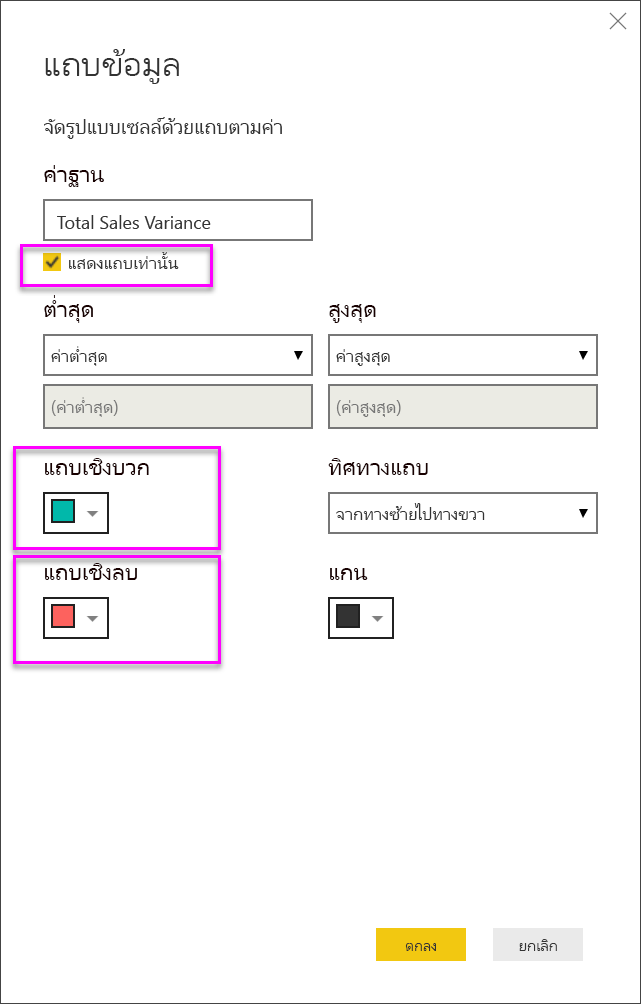 แถบข้อมูล
จัดรูปแบบเซลล์ด้วยแถบตามค่า
ค่าฐาน
Total Sales Variance
แสดงแถบเท่านั้น
ต่ำสุด สูงสุด
ค่าต่ำสุด ค่าสูงสุด
(ค่าต่ำสุด) (ค่าสูงสุด)
แถบเชิงบวก ทิศทางแถบ
จากทางซ้ายไปทางขวา
แถบเชิงลบ แกน
ตกลง ยกเลิก